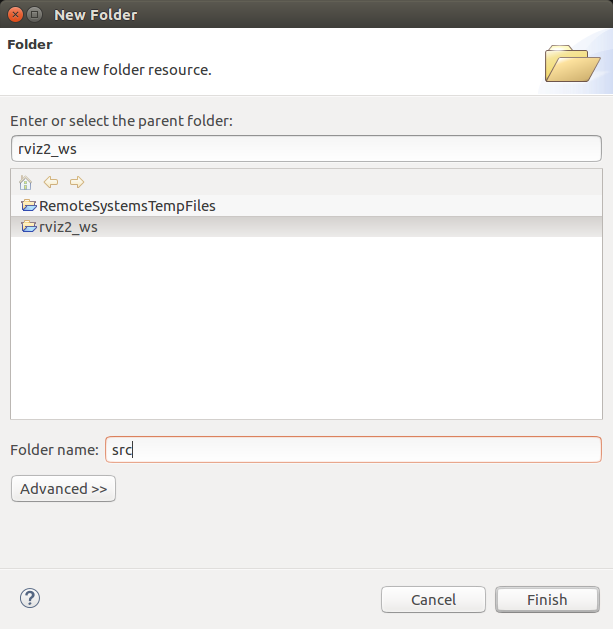 New Folder
Folder
Create a new folder resource.
Enter or select the parent folder:
rviz2_ws
RemoteSystemsTempFiles
rviz2_ws
Folder name: src
Advanced >>
? Cancel Finish